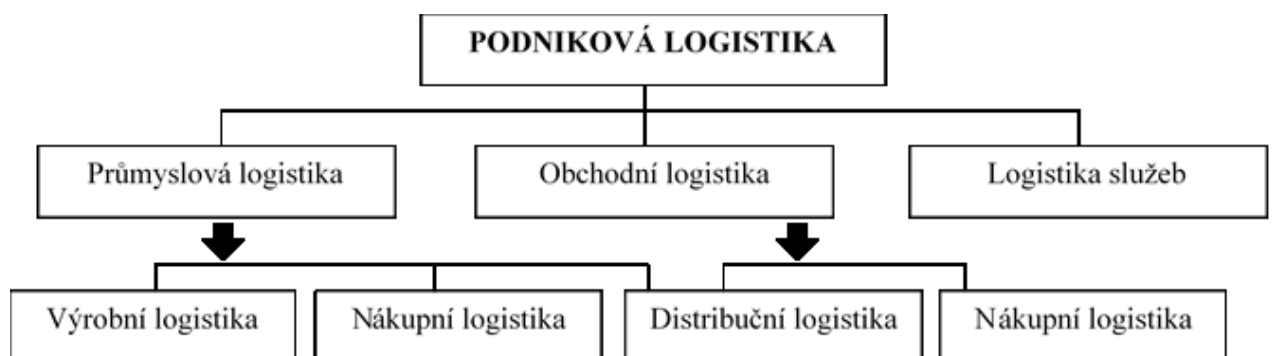 PODNIKOVÁ LOGISTIKA
Průmyslová logistika
Obchodní logistika
Logistika služeb
Výrobní logistika
Nákupní logistika
Distribuční logistika
Nákupní logistika